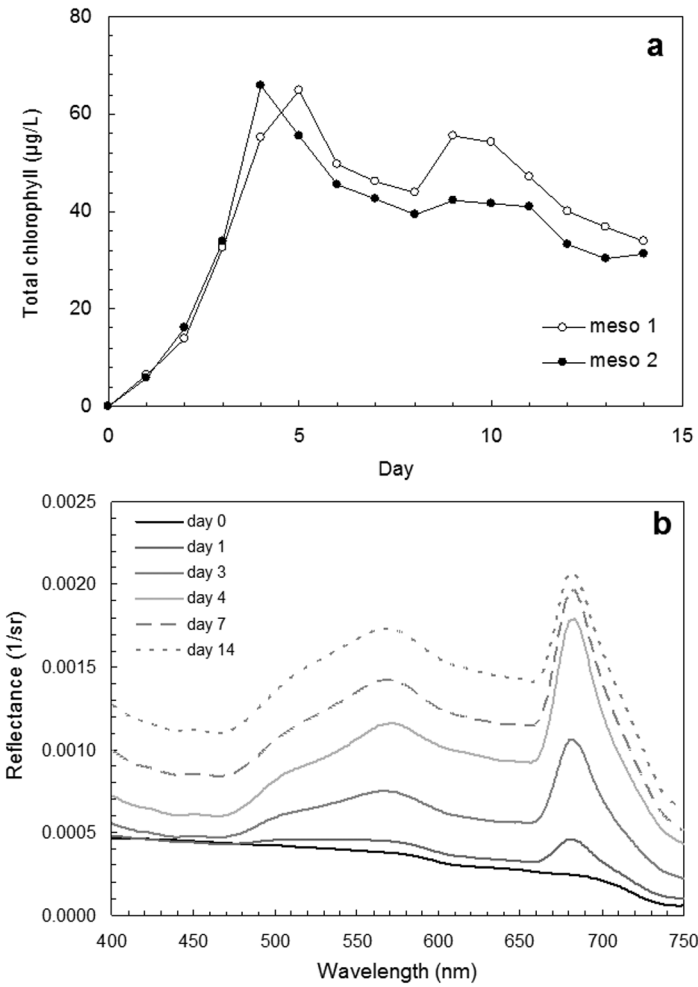 80
a
60
Total chlorophyll (µg/L)
40
20
meso 1
meso 2
0
0 5 10 15
Day
0.0025
b
day 0
day 1
day 3
day 4
day 7
day 14
0.0020
0.0015
Reflectance (1/sr)
0.0010
0.0005
0.0000
400 450 500 550 600 650 700 750
Wavelength (nm)